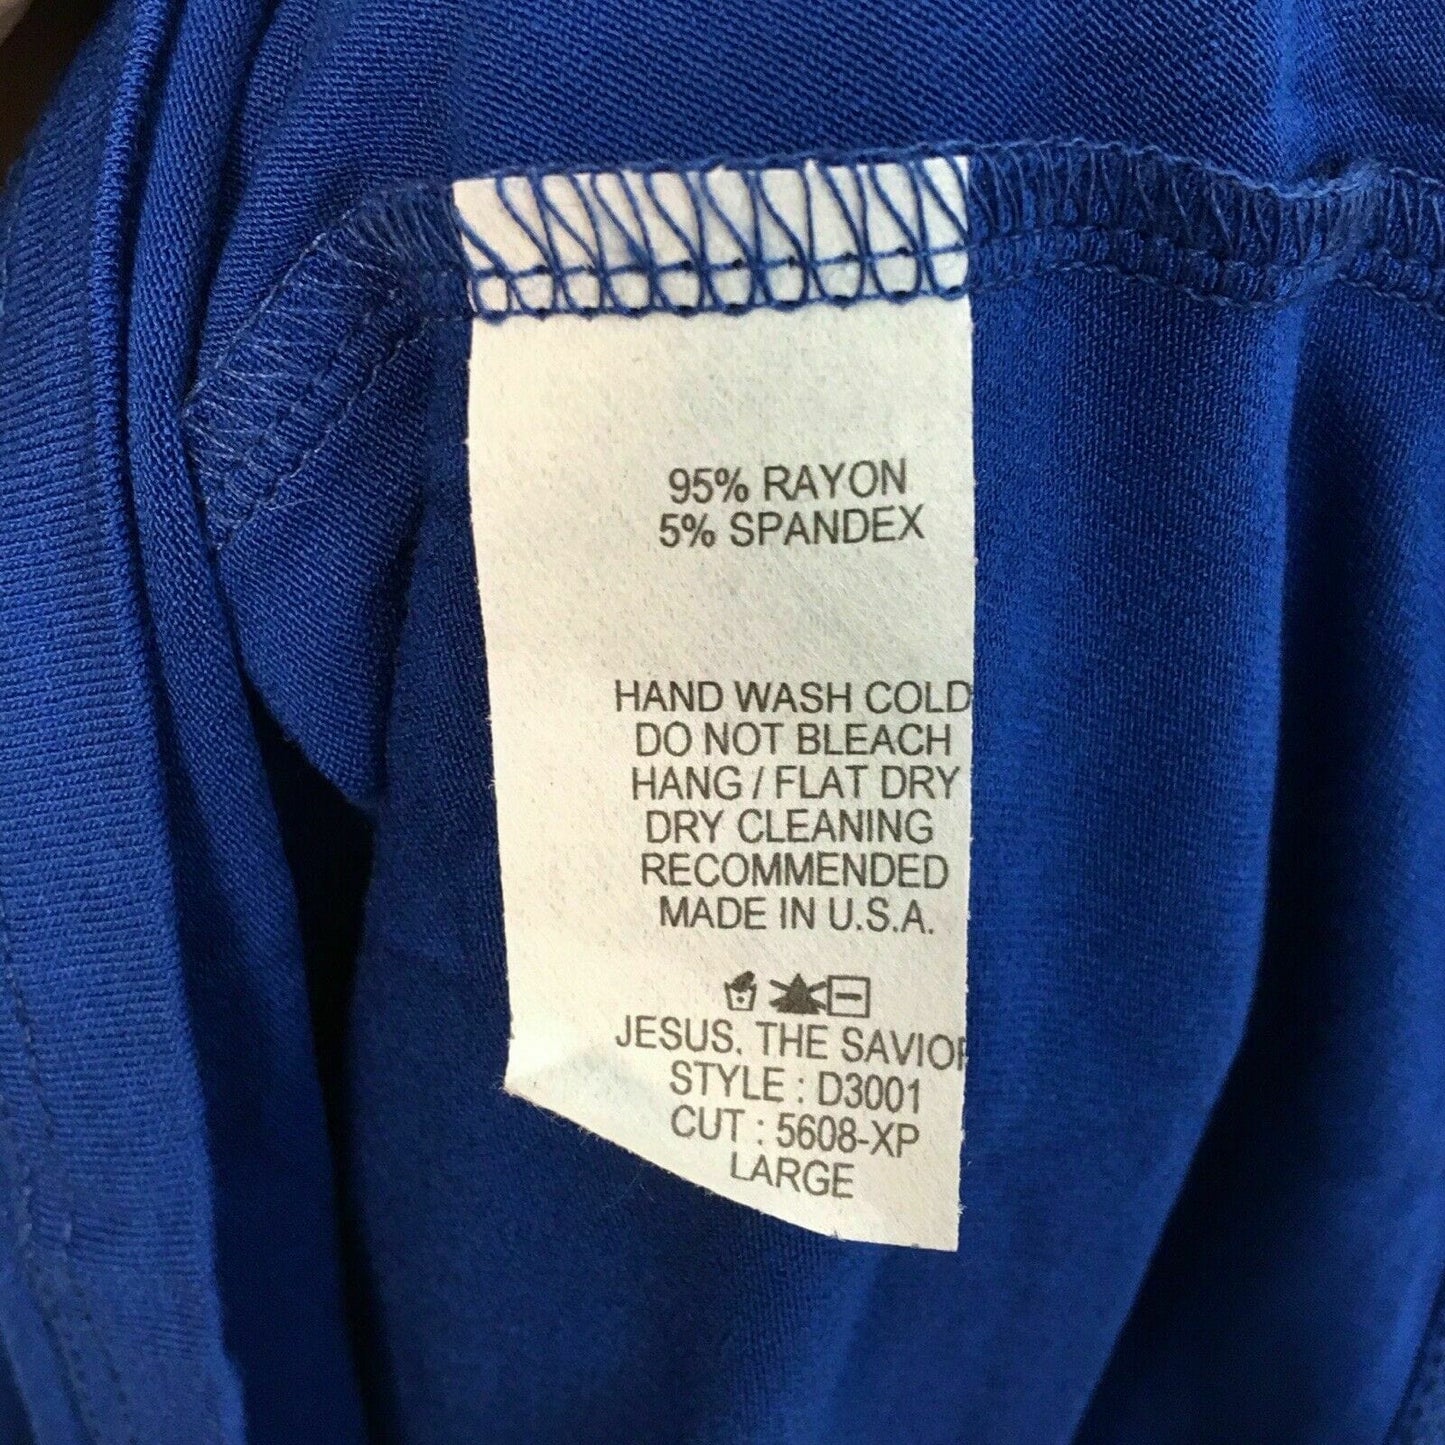 95% RAYON
5% SPANDEX
HAND WASH COLD
DO NOT BLEACH
HANG / FLAT DRY
DRY CLEANING
RECOMMENDED
MADE IN U.S.A.
JESUS. THE SAVIOR
STYLE : D3001
CUT : 5608-XP
LARGE